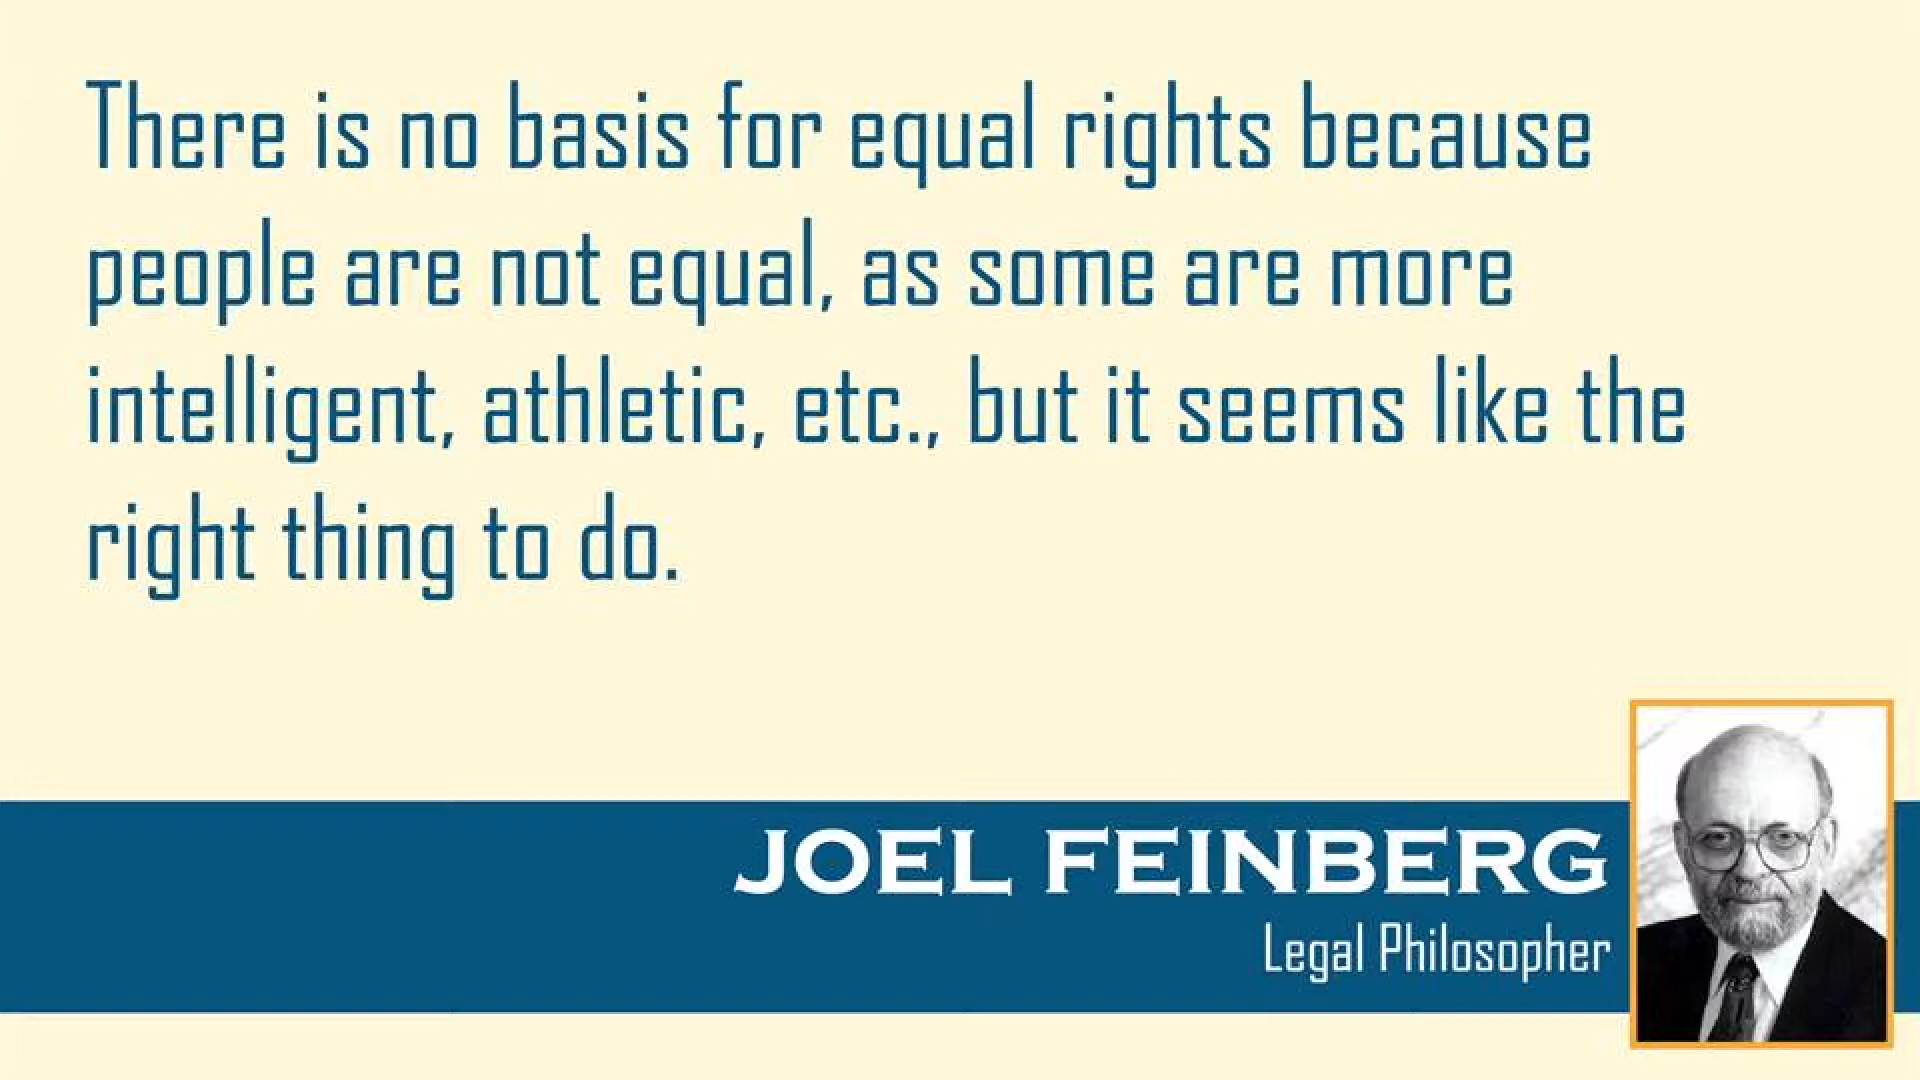 There is no basis for equal rights because
people are not equal, as some are more
intelligent, athletic, etc., but it seems like the
right thing to do.
JOEL FEINBERG
Legal Philosopher